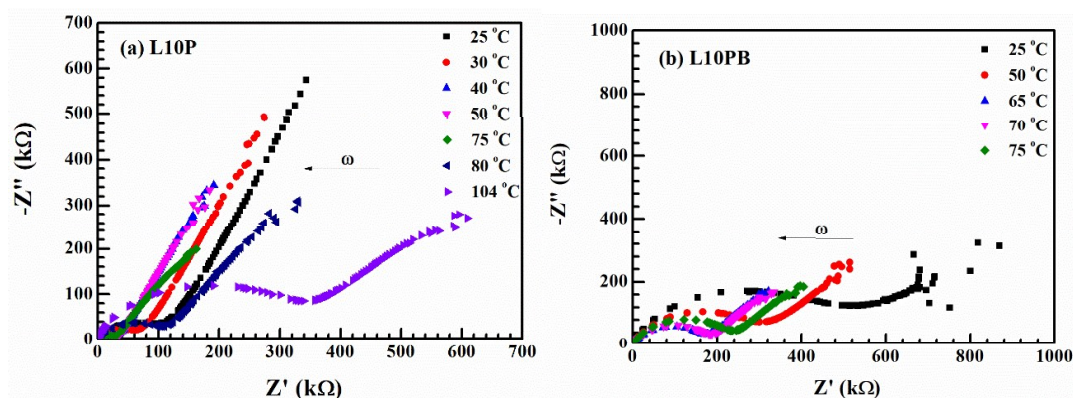 (a) L10P
25 °C
30 °C
40 °C
50 °C
75 °C
80 °C
104 °C
ω
-Z" (kΩ)
700
600
500
400
300
200
100
0
0 100 200 300 400 500 600 700
Z' (kΩ)
(b) L10PB
25 °C
50 °C
65 °C
70 °C
75 °C
ω
-Z" (kΩ)
1000
800
600
400
200
0
0 200 400 600 800 1000
Z' (kΩ)